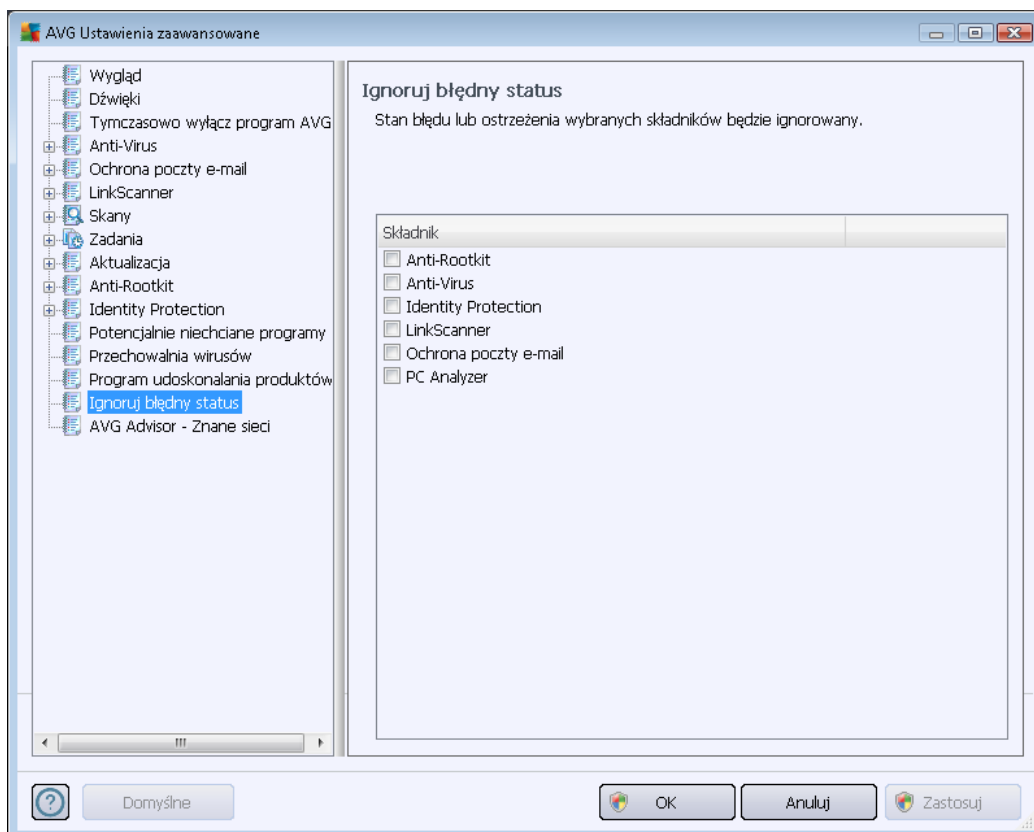 AVG Ustawienia zaawansowane
Wygląd
Dźwięki
Tymczasowo wyłącz program AVG
Anti-Virus
Ochrona poczty e-mail
LinkScanner
Skany
Zadania
Aktualizacja
Anti-Rootkit
Identity Protection
Potencjalnie niechciane programy
Przechowalnia wirusów
Program udoskonalania produktów
Ignoruj błędny status
AVG Advisor - Znane sieci
Ignoruj błędny status
Stan błędu lub ostrzeżenia wybranych składników będzie ignorowany.
Składnik
Anti-Rootkit
Anti-Virus
Identity Protection
LinkScanner
Ochrona poczty e-mail
PC Analyzer
Domyślne
OK
Anuluj
Zastosuj